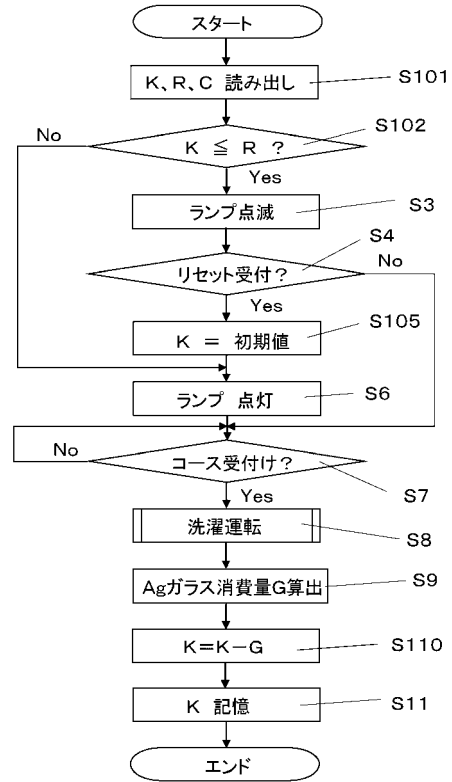 スタート
K、R、C 読み出し
S101
K ≦ R ?
S102
No
Yes
ランプ点滅
S3
リセット受付?
S4
No
Yes
K = 初期値
S105
ランプ 点灯
S6
コース受付け?
S7
No
Yes
洗濯運転
S8
Agガラス消費量G算出
S9
K=K-G
S110
K 記憶
S11
エンド